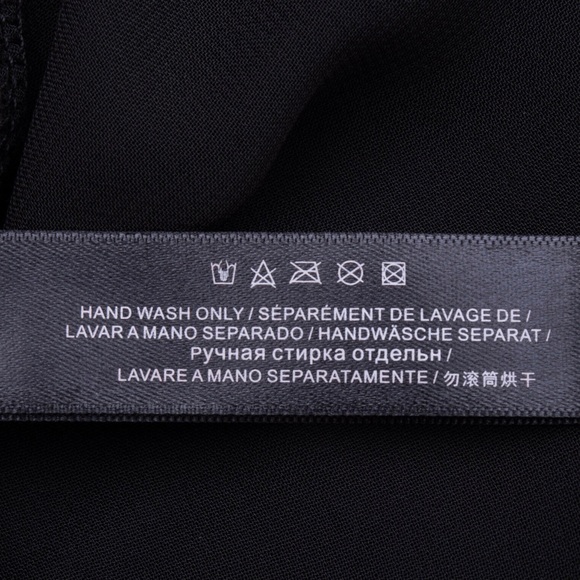 HAND WASH ONLY / SÉPARÉMENT DE LAVAGE DE /
LAVAR A MANO SEPARADO / HANDWÄSCHE SEPARAT /
Ручная стирка отдельн /
LAVARE A MANO SEPARATAMENTE / 勿滚筒烘干